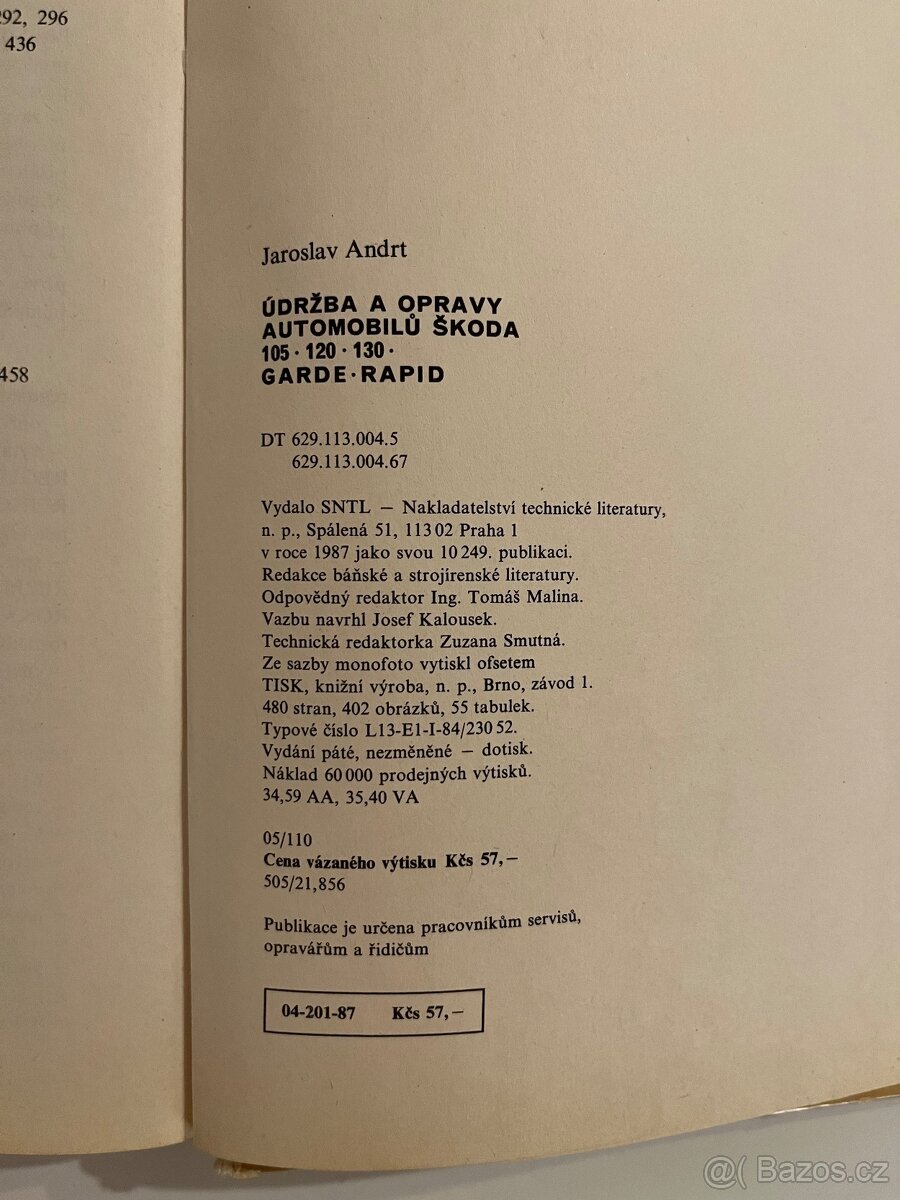 292, 296
436
458
Jaroslav Andrt
ÚDRŽBA A OPRAVY
AUTOMOBILŮ ŠKODA
105 · 120 · 130 ·
GARDE · RAPID
DT 629.113.004.5
629.113.004.67
Vydalo SNTL — Nakladatelství technické literatury,
n. p., Spálená 51, 113 02 Praha 1
v roce 1987 jako svou 10 249. publikaci.
Redakce báňské a strojírenské literatury.
Odpovědný redaktor Ing. Tomáš Malina.
Vazbu navrhl Josef Kalousek.
Technická redaktorka Zuzana Smutná.
Ze sazby monofoto vytiskl ofsetem
TISK, knižní výroba, n. p., Brno, závod 1.
480 stran, 402 obrázků, 55 tabulek.
Typové číslo L13-E1-I-84/230 52.
Vydání páté, nezměněné — dotisk.
Náklad 60 000 prodejných výtisků.
34,59 AA, 35,40 VA
05/110
Cena vázaného výtisku Kčs 57,—
505/21,856
Publikace je určena pracovníkům servisů,
opravářům a řidičům
04-201-87 Kčs 57,—
@( Bazos.cz